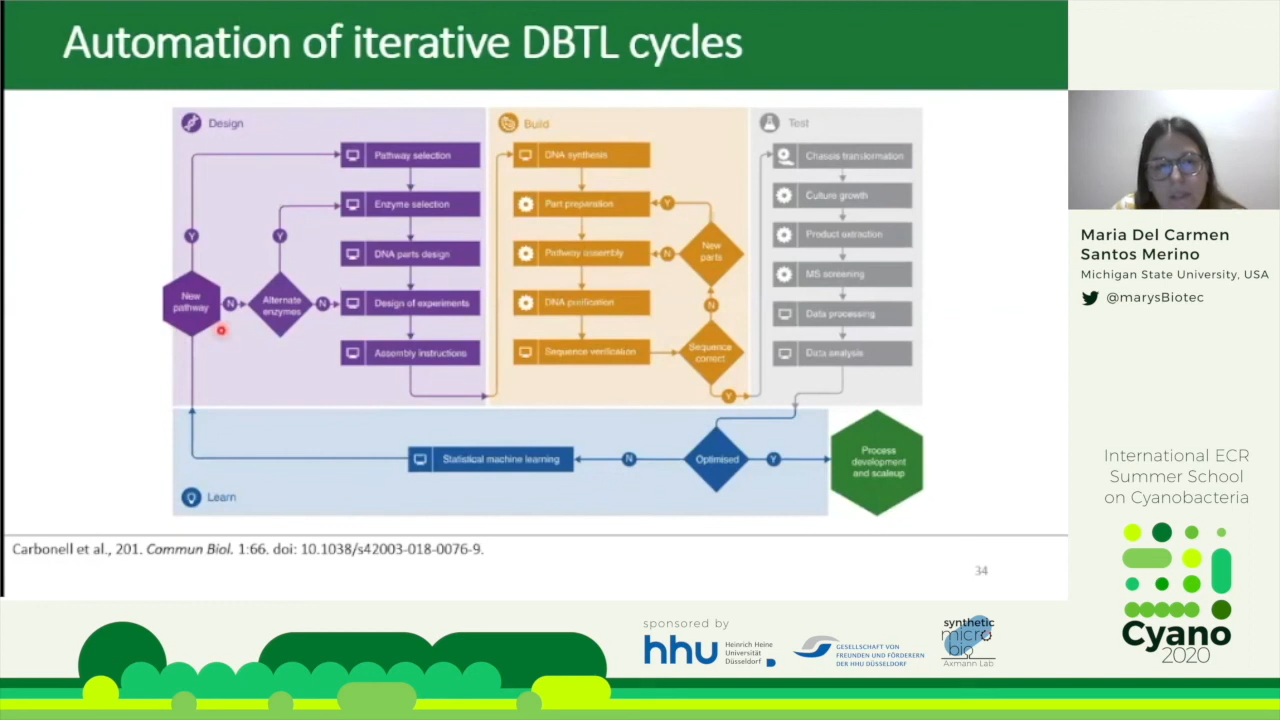 Automation of iterative DBTL cycles
Design
Pathway selection
Enzyme selection
DNA parts design
Design of experiments
Assembly instructions
Y
Y
New
pathway
N
Alternate
enzymes
N
Build
DNA synthesis
Part preparation
Pathway assembly
DNA purification
Sequence verification
Y
New
parts
N
N
Sequence
correct
Y
Test
Chassis transformation
Culture growth
Product extraction
MS screening
Data processing
Data analysis
Statistical machine learning
N
Optimised
Y
Process
development
and scaleup
Learn
Carbonell et al., 201. Commun Biol. 1:66. doi: 10.1038/s42003-018-0076-9.
34
Maria Del Carmen
Santos Merino
Michigan State University, USA
@marysBiotec
International ECR
Summer School
on Cyanobacteria
Cyano
2020
sponsored by
hhu
Heinrich Heine
Universität
Düsseldorf
GESELLSCHAFT VON
FREUNDEN UND FÖRDERERN
DER HHU DÜSSELDORF
synthetic
micro
bio
Axmann Lab